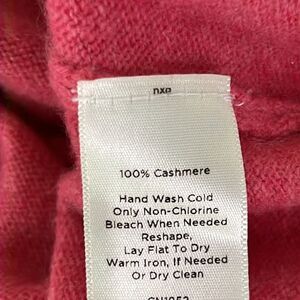 100% Cashmere
Hand Wash Cold
Only Non-Chlorine
Bleach When Needed
Reshape,
Lay Flat To Dry
Warm Iron, If Needed
Or Dry Clean